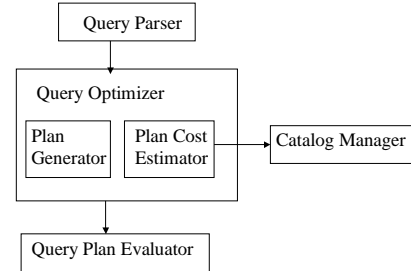 Query Parser
Query Optimizer
Plan
Generator
Plan Cost
Estimator
Catalog Manager
Query Plan Evaluator